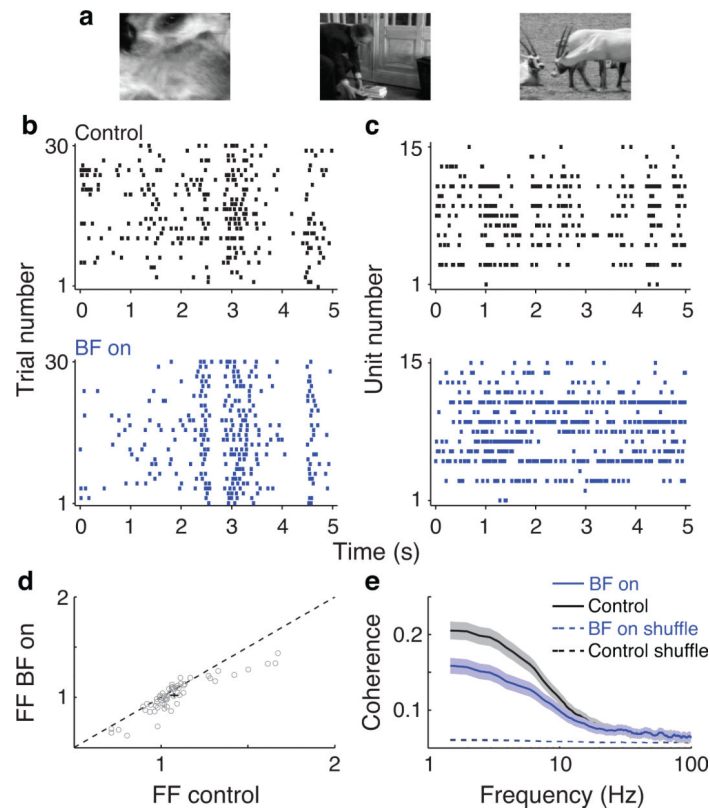 a
b
Control
30
1
0 1 2 3 4 5
BF on
30
1
0 1 2 3 4 5
Trial number
c
15
1
0 1 2 3 4 5
15
1
0 1 2 3 4 5
Unit number
Time (s)
d
2
1
1 2
FF BF on
FF control
e
BF on
Control
BF on shuffle
Control shuffle
0.2
0.1
1 10 100
Coherence
Frequency (Hz)